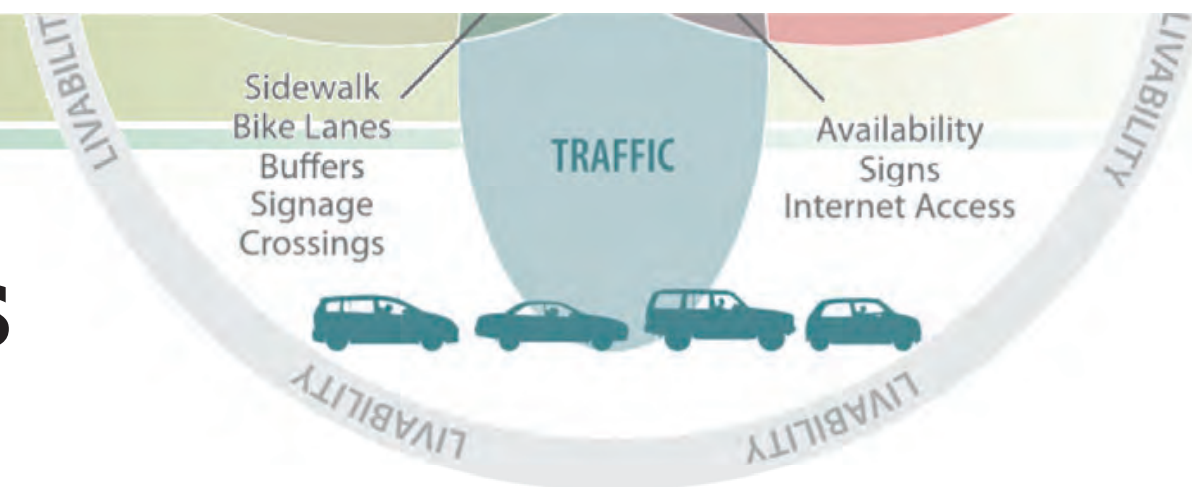 LIVABILITY
LIVABILITY
Sidewalk
Bike Lanes
Buffers
Signage
Crossings
TRAFFIC
Availability
Signs
Internet Access
s
LIVABILITY
LIVABILITY